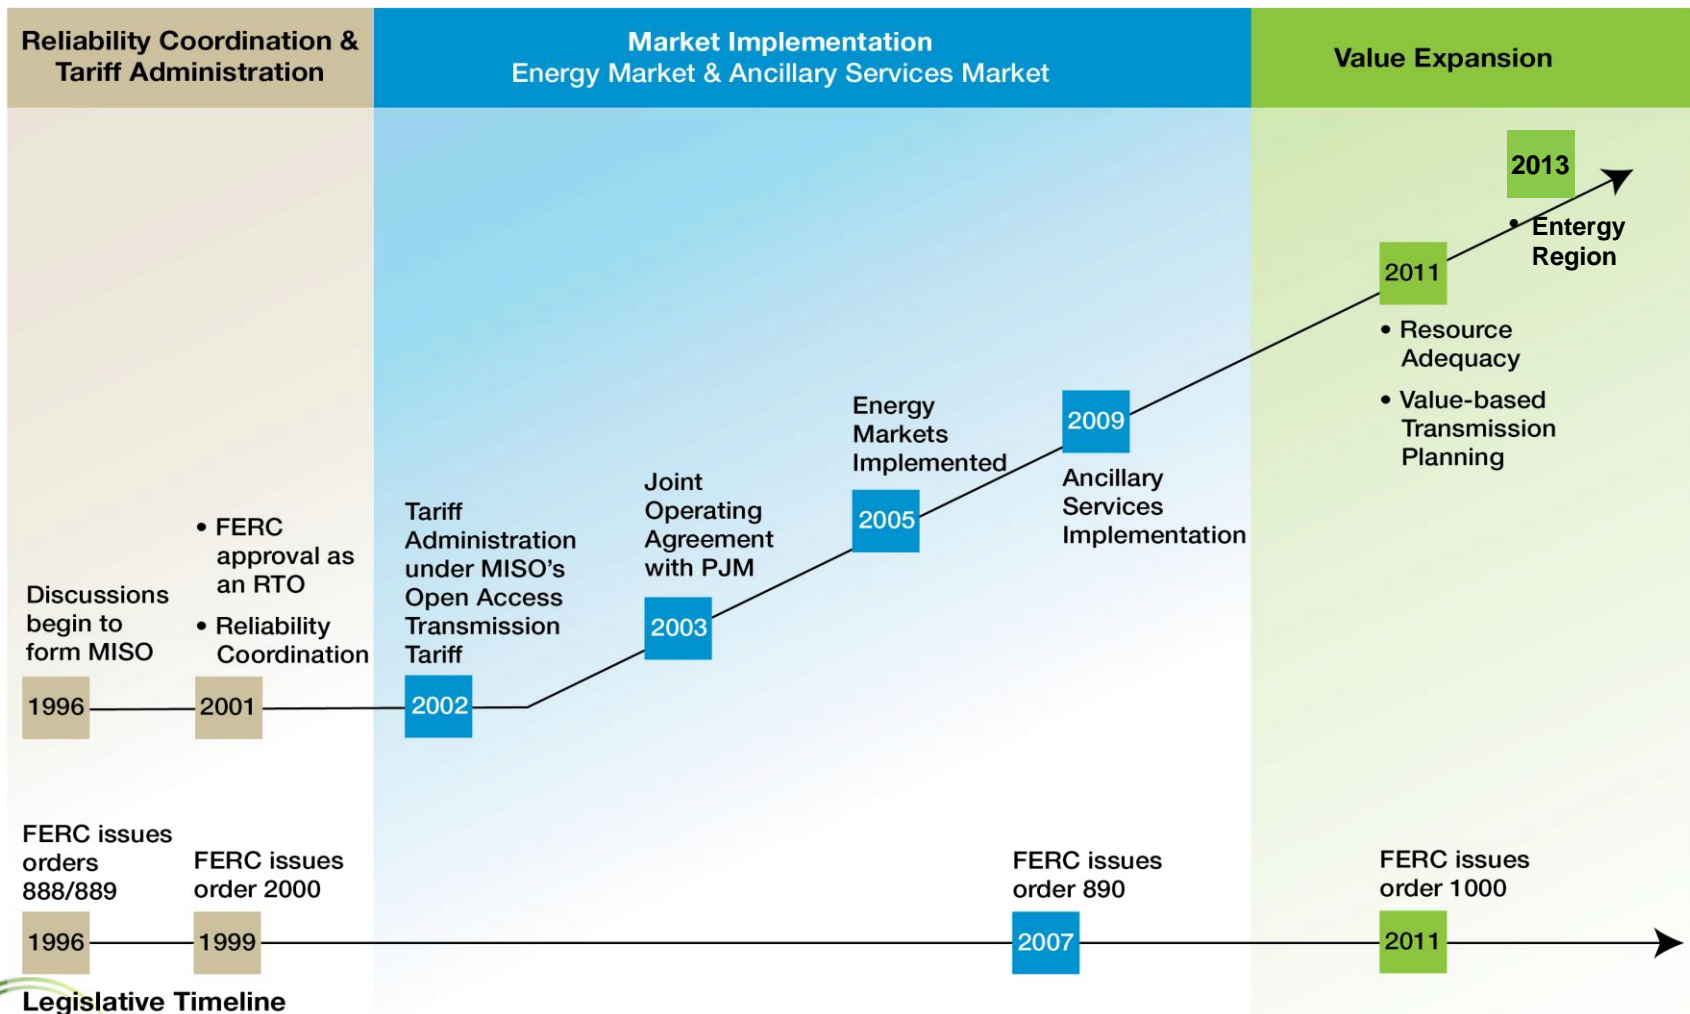 Reliability Coordination &
Tariff Administration
Market Implementation
Energy Market & Ancillary Services Market
Value Expansion
2013
• Entergy
Region
2011
• Resource
Adequacy
• Value-based
Transmission
Planning
2009
Ancillary
Services
Implementation
Energy
Markets
Implemented
2005
Joint
Operating
Agreement
with PJM
2003
Tariff
Administration
under MISO’s
Open Access
Transmission
Tariff
2002
• FERC
approval as
an RTO
• Reliability
Coordination
2001
Discussions
begin to
form MISO
1996
FERC issues
orders
888/889
1996
FERC issues
order 2000
1999
FERC issues
order 890
2007
FERC issues
order 1000
2011
Legislative Timeline